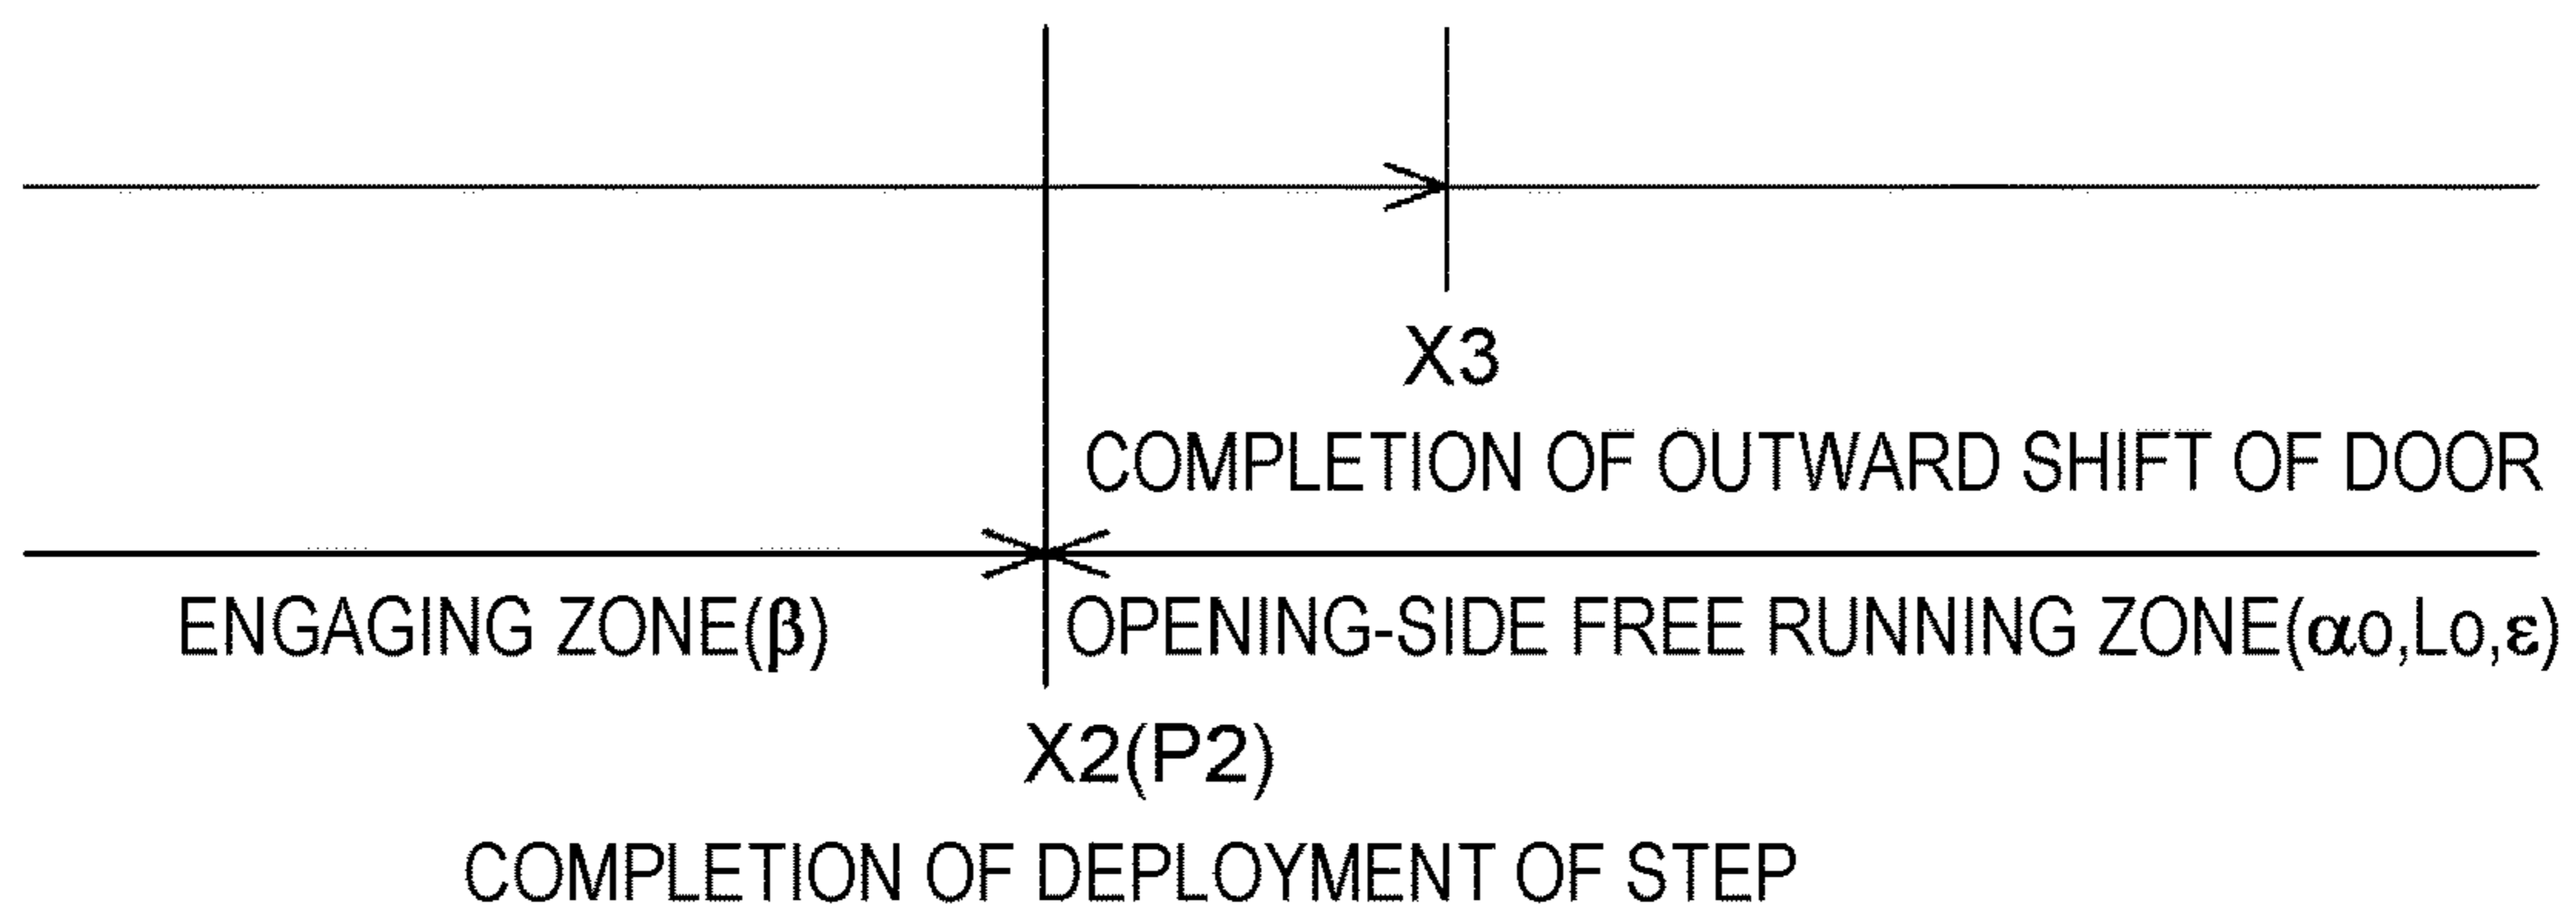 X3
COMPLETION OF OUTWARD SHIFT OF DOOR
ENGAGING ZONE(β) OPENING-SIDE FREE RUNNING ZONE(αo,Lo,ε)
X2(P2)
COMPLETION OF DEPLOYMENT OF STEP